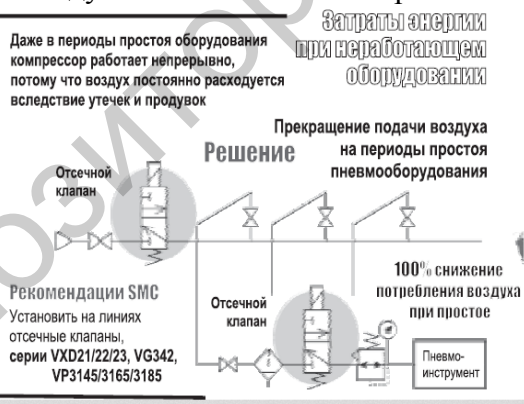 Даже в периоды простоя оборудования
компрессор работает непрерывно,
потому что воздух постоянно расходуется
вследствие утечек и продувок
Затраты энергии
при неработающем
оборудовании
Решение
Прекращение подачи воздуха
на периоды простоя
пневмооборудования
Отсечной
клапан
Рекомендации SMC
Установить на линиях
отсечные клапаны,
серии VXD21/22/23, VG342,
VP3145/3165/3185
Отсечной
клапан
100% снижение
потребления воздуха
при простое
Пневмо-
инструмент